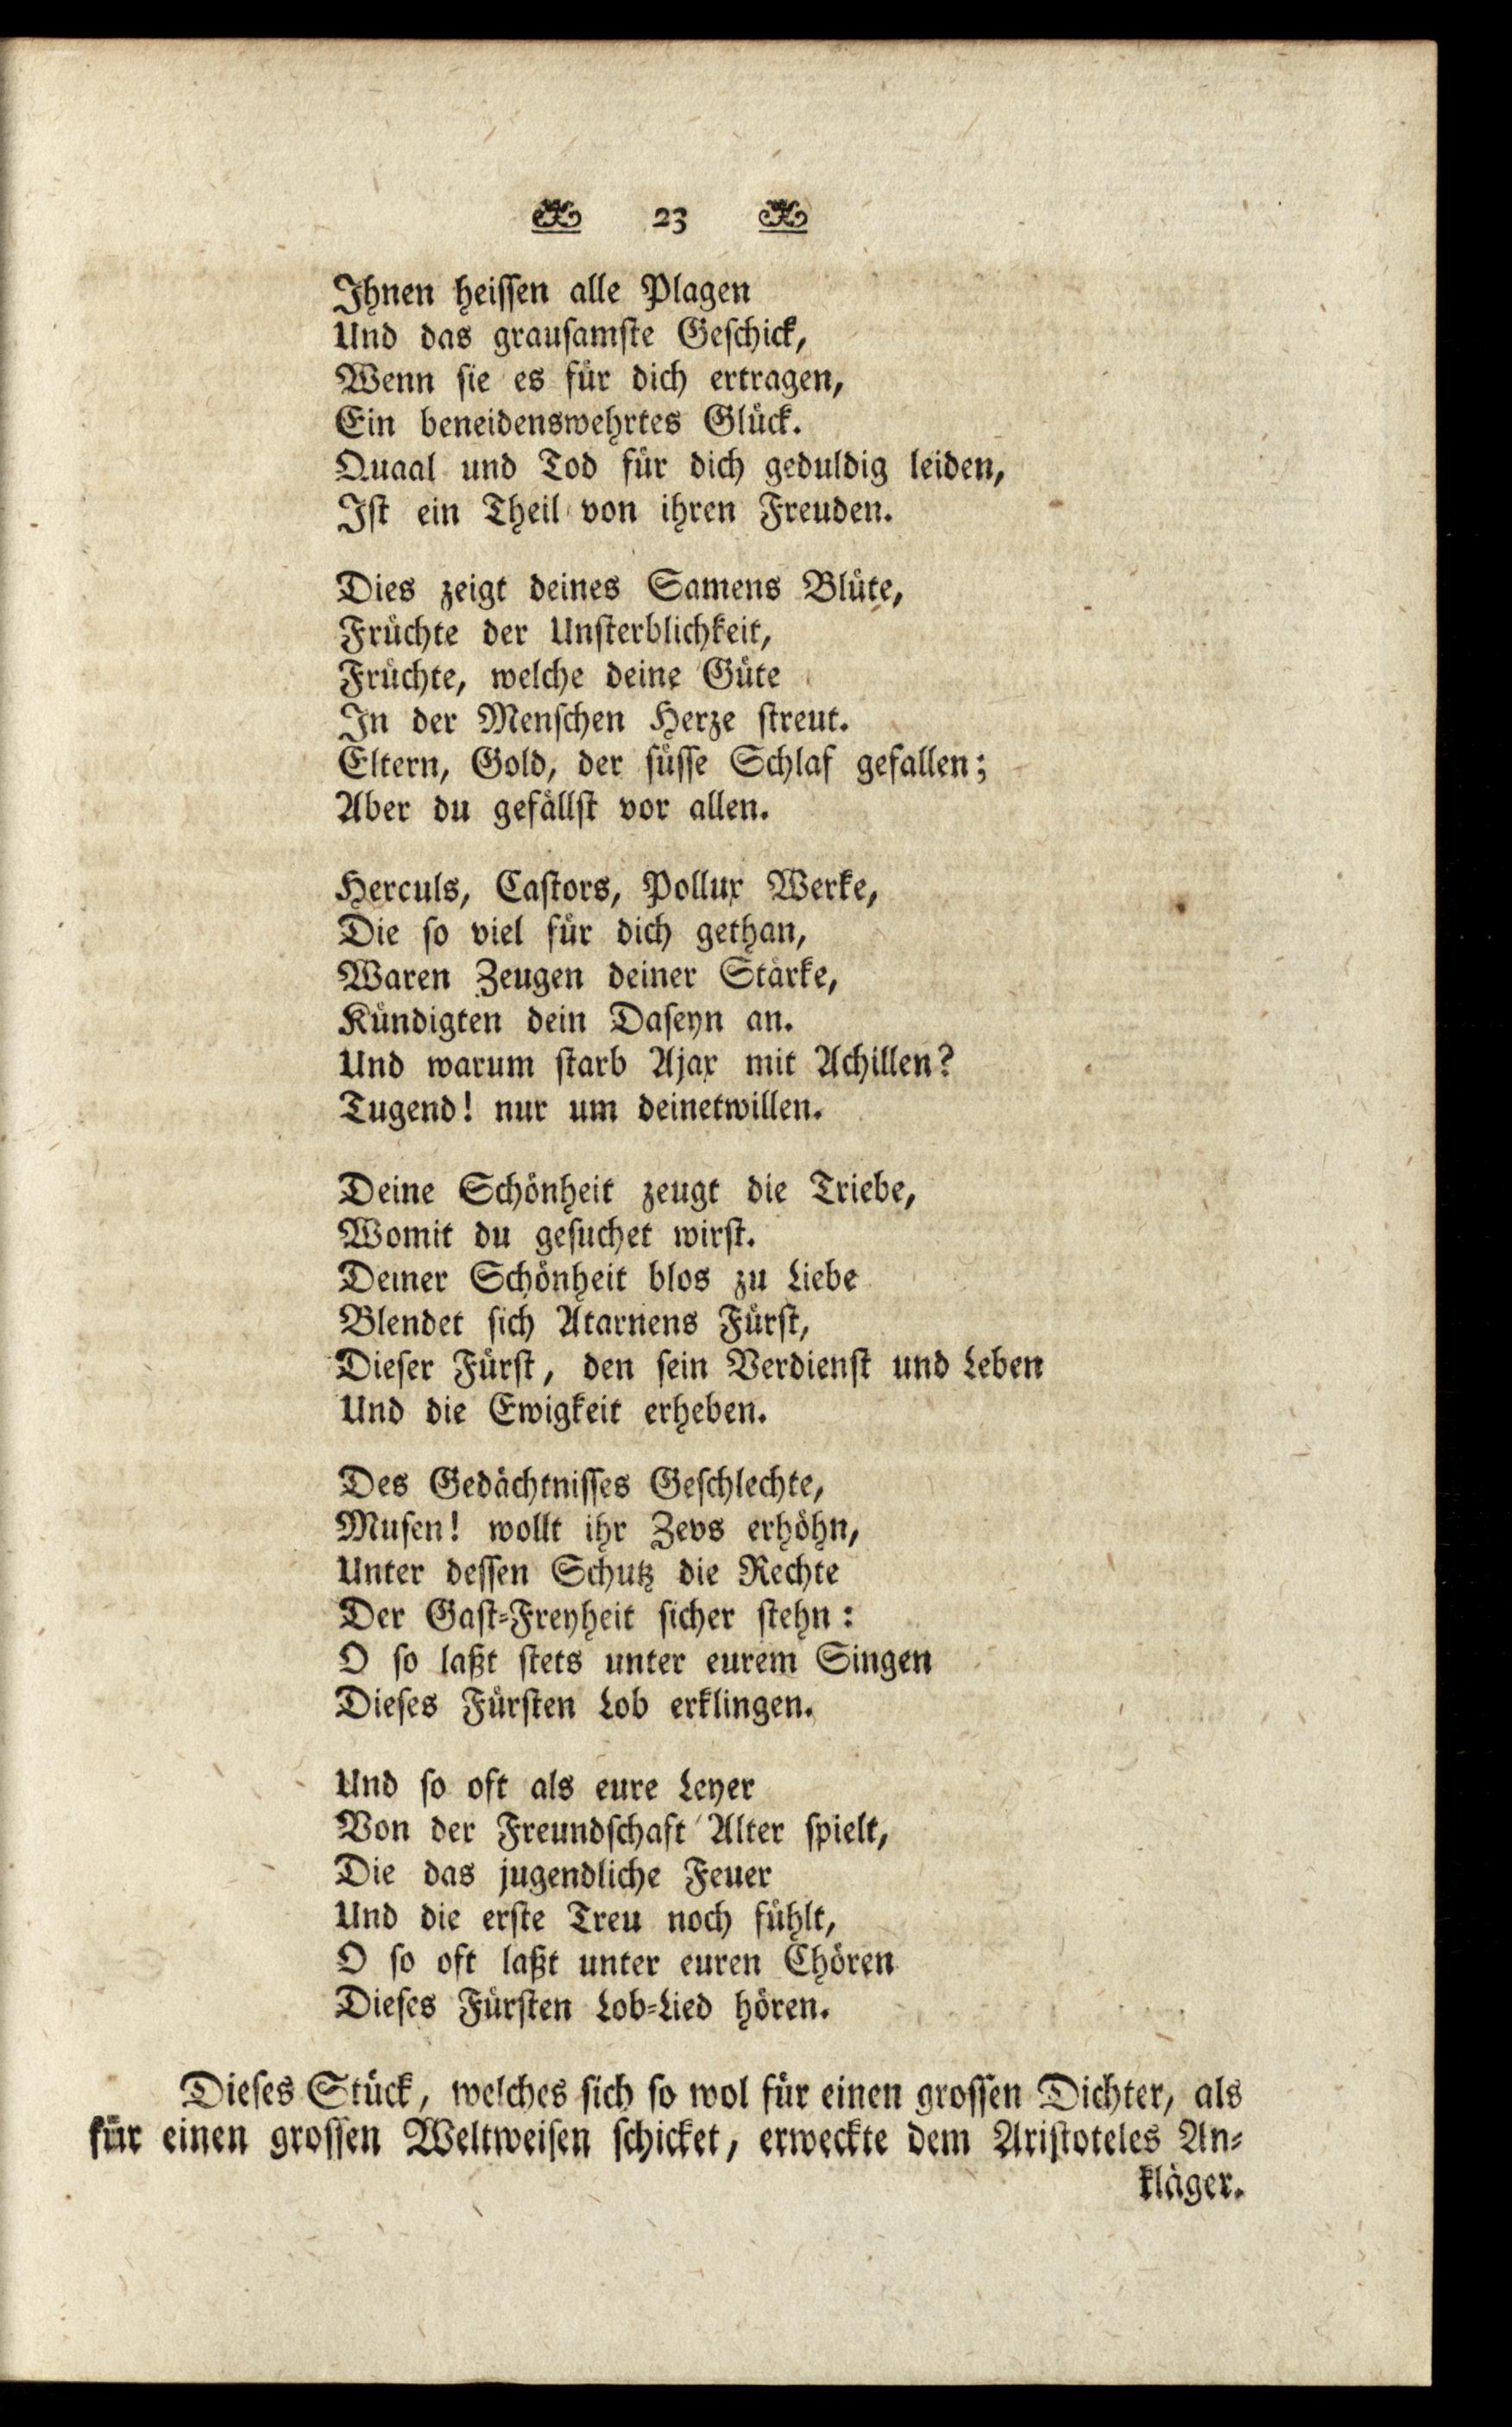 23
Ihnen heissen alle Plagen
Und das grausamste Geschick,
Wenn sie es für dich ertragen,
Ein beneidenswehrtes Glück.
Quaal und Tod für dich geduldig leiden,
Ist ein Theil von ihren Freuden.
Dies zeigt deines Samens Blüte,
Früchte der Unsterblichkeit,
Früchte, welche deine Güte
In der Menschen Herze streut.
Eltern, Gold, der süsse Schlaf gefallen;
Aber du gefällst vor allen.
Herculs, Castors, Pollux Werke,
Die so viel für dich gethan,
Waren Zeugen deiner Stärke,
Kündigten dein Daseyn an.
Und warum starb Ajax mit Achillen?
Tugend! nur um deinetwillen.
Deine Schönheit zeugt die Triebe,
Womit du gesuchet wirst.
Deiner Schönheit blos zu Liebe
Blendet sich Atarnens Fürst,
Dieser Fürst, den sein Verdienst und Leben
Und die Ewigkeit erheben.
Des Gedächtnisses Geschlechte,
Musen! wollt ihr Zevs erhöhn,
Unter dessen Schutz die Rechte
Der Gast-Freyheit sicher stehn:
O so laßt stets unter eurem Singen
Dieses Fürsten Lob erklingen.
Und so oft als eure Leyer
Von der Freundschaft Alter spielt,
Die das jugendliche Feuer
Und die erste Treu noch fühlt,
O so oft laßt unter euren Chören
Dieses Fürsten Lob-Lied hören.
Dieses Stück, welches sich so wol für einen grossen Dichter, als
für einen grossen Weltweisen schicket, erweckte dem Aristoteles An-
kläger.